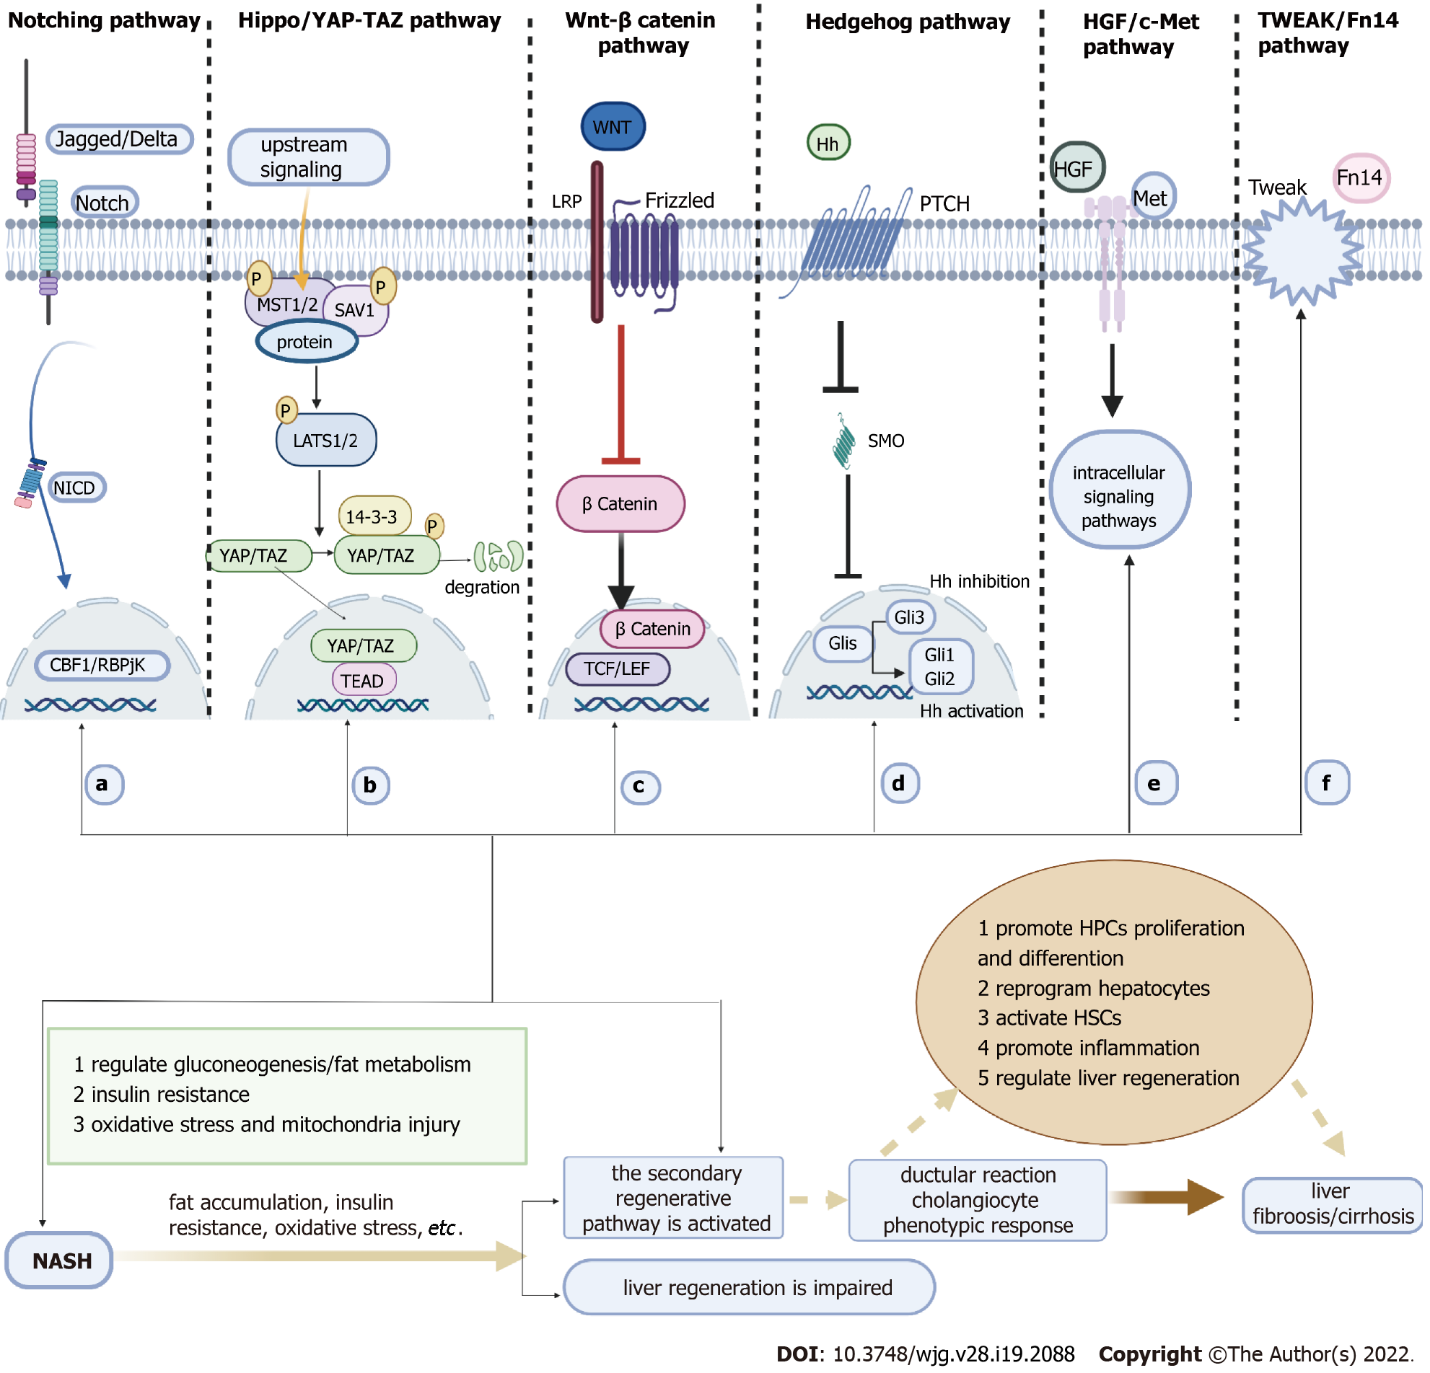 Notching pathway
Hippo/YAP-TAZ pathway
Wnt-β catenin
pathway
Hedgehog pathway
HGF/c-Met
pathway
TWEAK/Fn14
pathway
Jagged/Delta
Notch
NICD
CBF1/RBPjK
upstream
signaling
P
P
MST1/2
SAV1
protein
P
LATS1/2
14-3-3
P
YAP/TAZ
YAP/TAZ
degration
YAP/TAZ
TEAD
WNT
LRP
Frizzled
β Catenin
β Catenin
TCF/LEF
Hh
PTCH
SMO
Hh inhibition
Gli3
Glis
Gli1
Gli2
Hh activation
HGF
Met
intracellular
signaling
pathways
Tweak
Fn14
a
b
c
d
e
f
1 promote HPCs proliferation
and differention
2 reprogram hepatocytes
3 activate HSCs
4 promote inflammation
5 regulate liver regeneration
1 regulate gluconeogenesis/fat metabolism
2 insulin resistance
3 oxidative stress and mitochondria injury
fat accumulation, insulin
resistance, oxidative stress, etc.
NASH
the secondary
regenerative
pathway is activated
liver regeneration is impaired
ductular reaction
cholangiocyte
phenotypic response
liver
fibroosis/cirrhosis
DOI: 10.3748/wjg.v28.i19.2088 Copyright ©The Author(s) 2022.